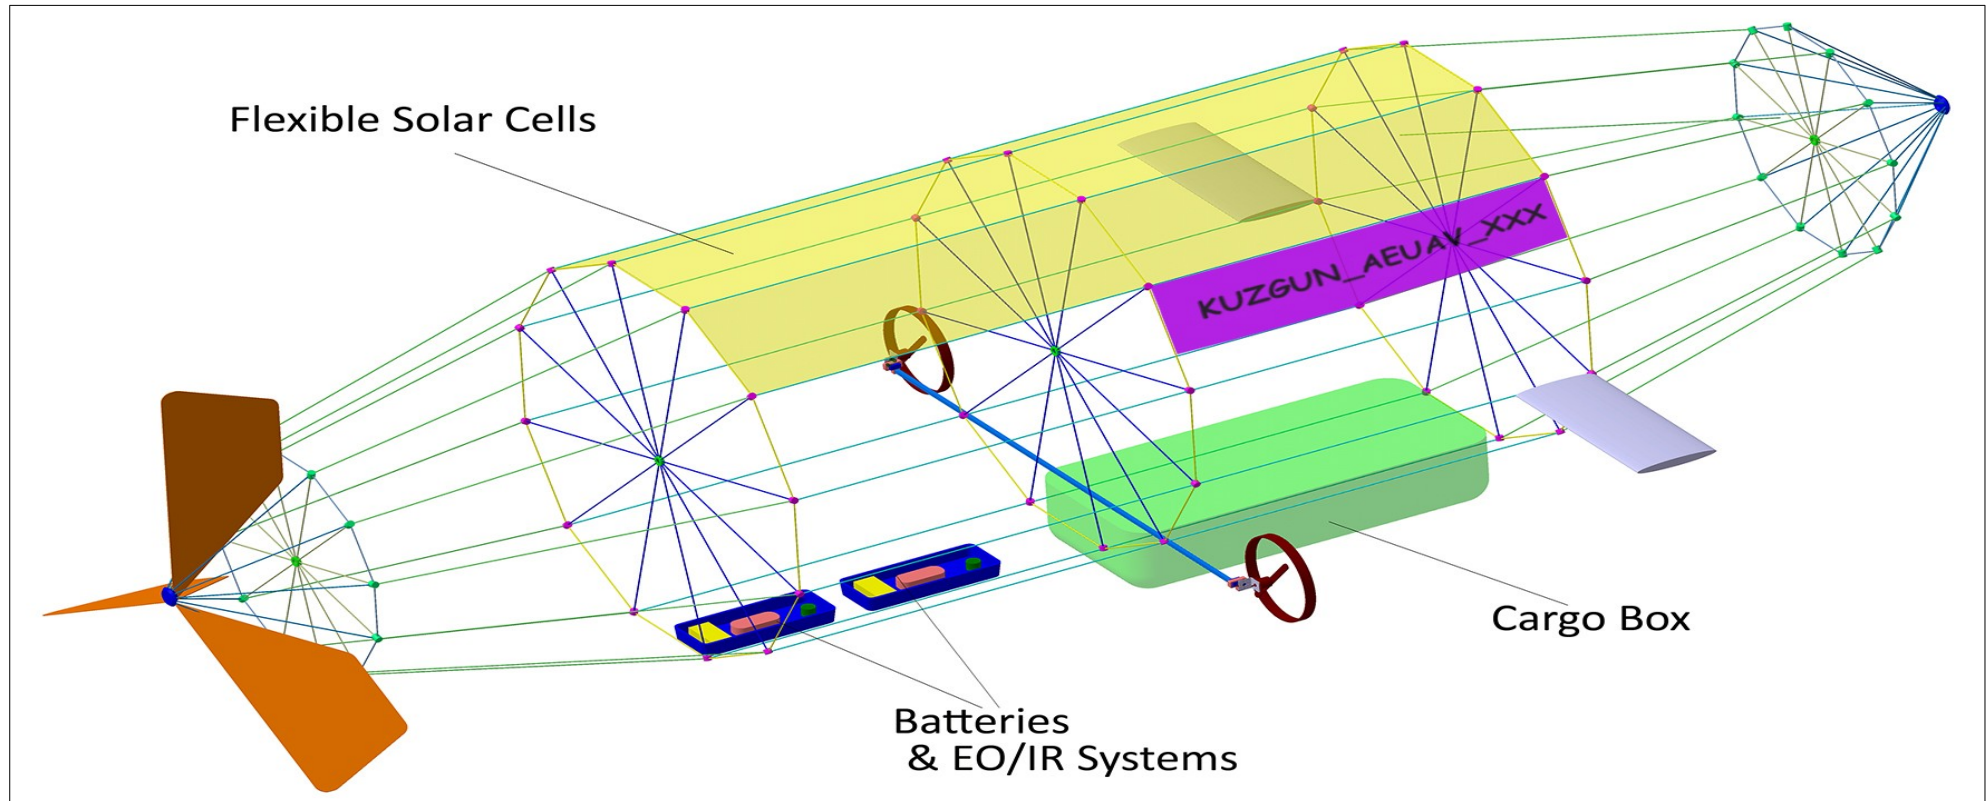 Flexible Solar Cells
KUZGUN_AEUAV_XXX
Cargo Box
Batteries
& EO/IR Systems